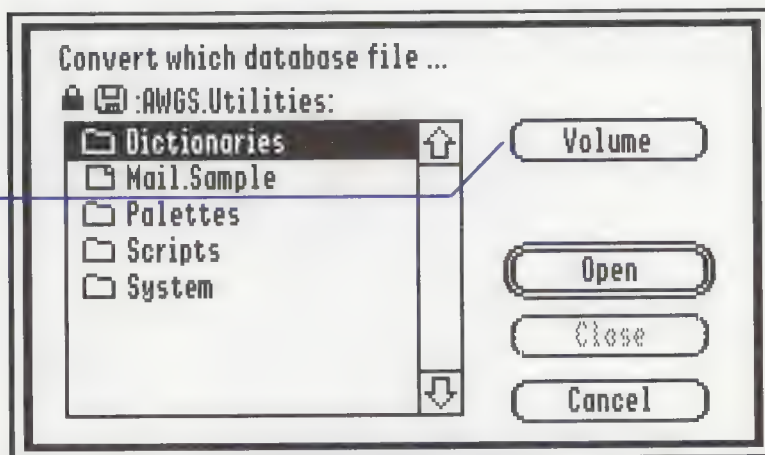 Convert which database file ...
:AWGS.Utilities:
Dictionaries
Mail.Sample
Palettes
Scripts
System
Volume
Open
Close
Cancel